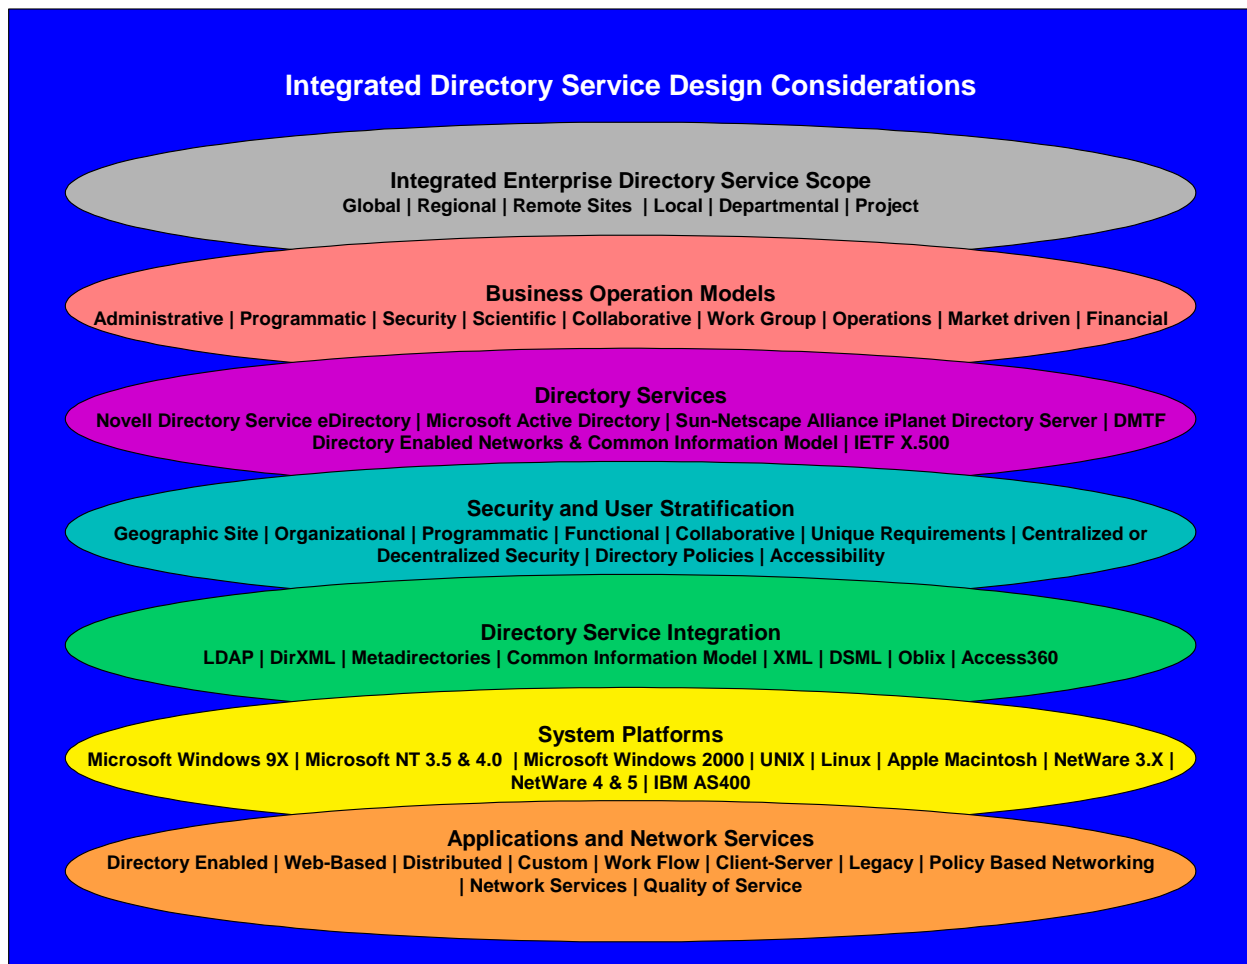 Integrated Directory Service Design Considerations
Integrated Enterprise Directory Service Scope
Global | Regional | Remote Sites | Local | Departmental | Project
Business Operation Models
Administrative | Programmatic | Security | Scientific | Collaborative | Work Group | Operations | Market driven | Financial
Directory Services
Novell Directory Service eDirectory | Microsoft Active Directory | Sun-Netscape Alliance iPlanet Directory Server | DMTF
Directory Enabled Networks & Common Information Model | IETF X.500
Security and User Stratification
Geographic Site | Organizational | Programmatic | Functional | Collaborative | Unique Requirements | Centralized or
Decentralized Security | Directory Policies | Accessibility
Directory Service Integration
LDAP | DirXML | Metadirectories | Common Information Model | XML | DSML | Oblix | Access360
System Platforms
Microsoft Windows 9X | Microsoft NT 3.5 & 4.0 | Microsoft Windows 2000 | UNIX | Linux | Apple Macintosh | NetWare 3.X |
NetWare 4 & 5 | IBM AS400
Applications and Network Services
Directory Enabled | Web-Based | Distributed | Custom | Work Flow | Client-Server | Legacy | Policy Based Networking
| Network Services | Quality of Service